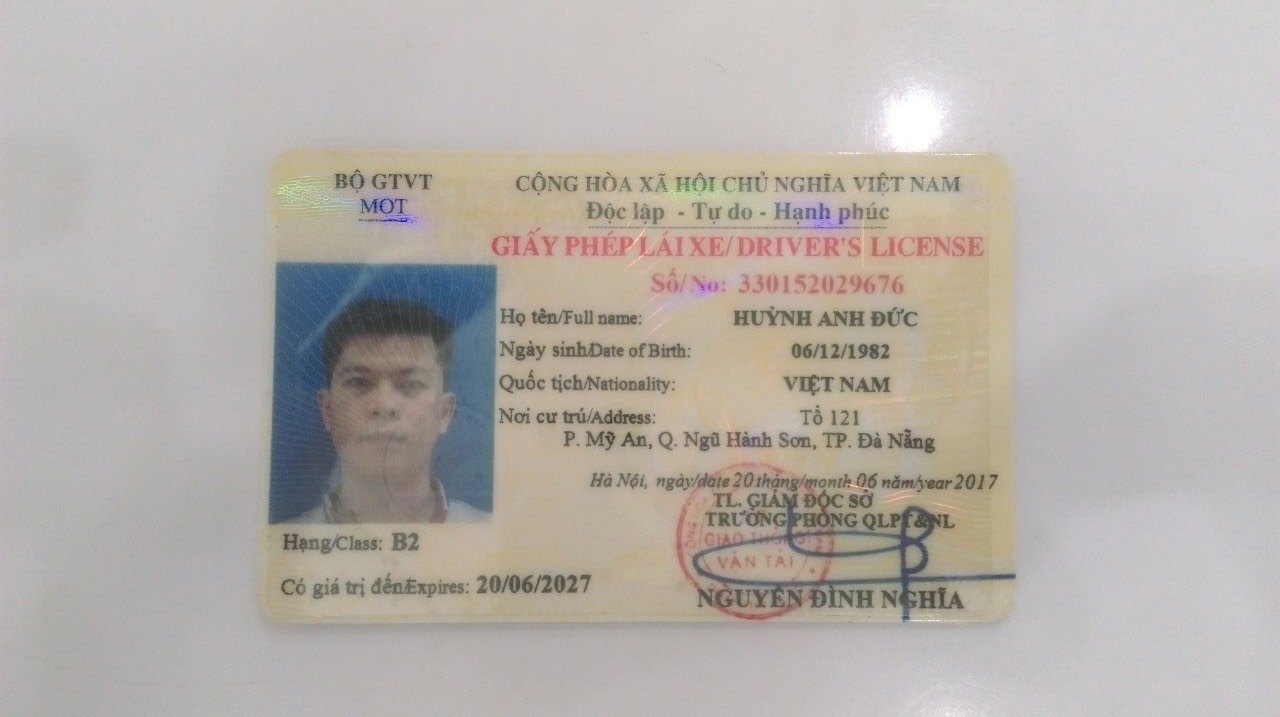 BỘ GTVT
MOT
CỘNG HÒA XÃ HỘI CHỦ NGHĨA VIỆT NAM
Độc lập - Tự do - Hạnh phúc
GIẤY PHÉP LÁI XE/ DRIVER'S LICENSE
Số/No: 330152029676
Họ tên/Full name: HUỲNH ANH ĐỨC
Ngày sinh/Date of Birth: 06/12/1982
Quốc tịch/Nationality: VIỆT NAM
Nơi cư trú/Address: Tổ 121
P. Mỹ An, Q. Ngũ Hành Sơn, TP. Đà Nẵng
Hà Nội, ngày/date 20 tháng/month 06 năm/year 2017
TL. GIÁM ĐỐC SỞ
TRƯỞNG PHÒNG QLPT&NL
GIAO THÔNG
VẬN TẢI
NGUYỄN ĐÌNH NGHĨA
Hạng/Class: B2
Có giá trị đến/Expires: 20/06/2027